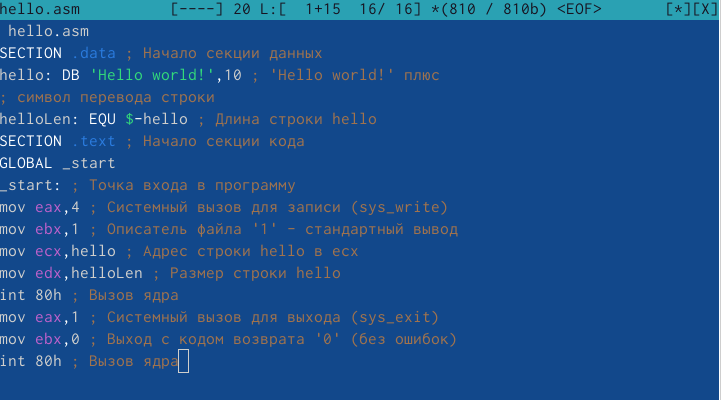 hello.asm [----] 20 L:[ 1+15 16/ 16] *(810 / 810b) <EOF> [*][X]
hello.asm
SECTION .data ; Начало секции данных
hello: DB 'Hello world!',10 ; 'Hello world!' плюс
; символ перевода строки
helloLen: EQU $-hello ; Длина строки hello
SECTION .text ; Начало секции кода
GLOBAL _start
_start: ; Точка входа в программу
mov eax,4 ; Системный вызов для записи (sys_write)
mov ebx,1 ; Описатель файла '1' - стандартный вывод
mov ecx,hello ; Адрес строки hello в ecx
mov edx,helloLen ; Размер строки hello
int 80h ; Вызов ядра
mov eax,1 ; Системный вызов для выхода (sys_exit)
mov ebx,0 ; Выход с кодом возврата '0' (без ошибок)
int 80h ; Вызов ядра